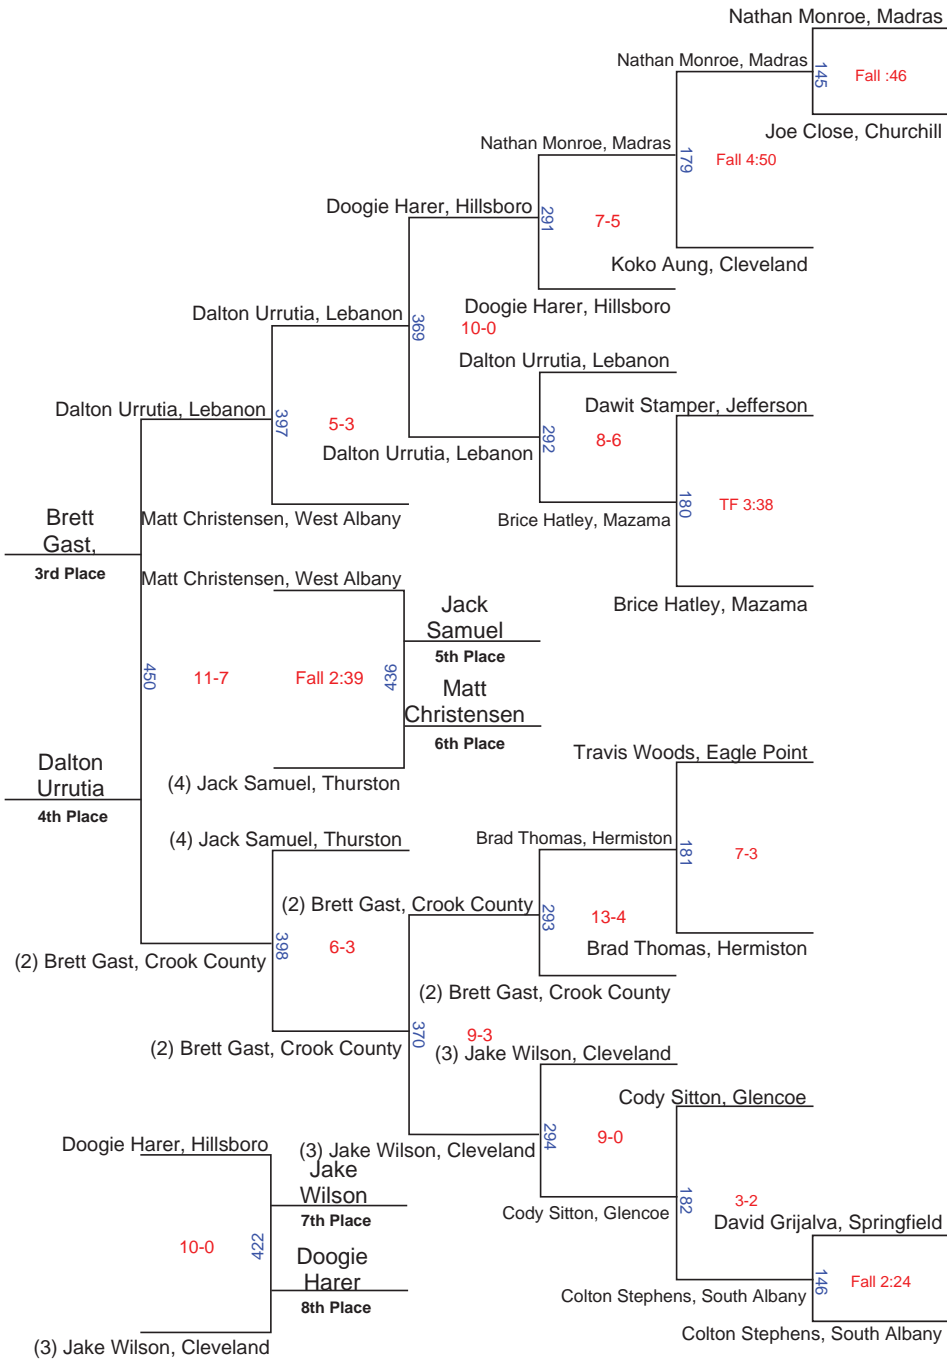 Nathan Monroe, Madras
Nathan Monroe, Madras
145
Fall :46
Joe Close, Churchill
Nathan Monroe, Madras
179
Fall 4:50
Doogie Harer, Hillsboro
291
7-5
Koko Aung, Cleveland
Doogie Harer, Hillsboro
Dalton Urrutia, Lebanon
369
10-0
Dalton Urrutia, Lebanon
Dalton Urrutia, Lebanon
397
5-3
Dawit Stamper, Jefferson
292
8-6
Dalton Urrutia, Lebanon
180
TF 3:38
Brett
Gast,
3rd Place
Matt Christensen, West Albany
Brice Hatley, Mazama
Matt Christensen, West Albany
Brice Hatley, Mazama
Jack
Samuel
5th Place
450
11-7
Fall 2:39
436
Matt
Christensen
6th Place
Dalton
Urrutia
4th Place
(4) Jack Samuel, Thurston
Travis Woods, Eagle Point
(4) Jack Samuel, Thurston
Brad Thomas, Hermiston
181
7-3
(2) Brett Gast, Crook County
293
13-4
398
6-3
(2) Brett Gast, Crook County
Brad Thomas, Hermiston
(2) Brett Gast, Crook County
370
9-3
(2) Brett Gast, Crook County
(3) Jake Wilson, Cleveland
Cody Sitton, Glencoe
294
9-0
Doogie Harer, Hillsboro
(3) Jake Wilson, Cleveland
Jake
Wilson
7th Place
182
3-2
Cody Sitton, Glencoe
David Grijalva, Springfield
10-0
422
Doogie
Harer
8th Place
146
Fall 2:24
Colton Stephens, South Albany
Colton Stephens, South Albany
(3) Jake Wilson, Cleveland